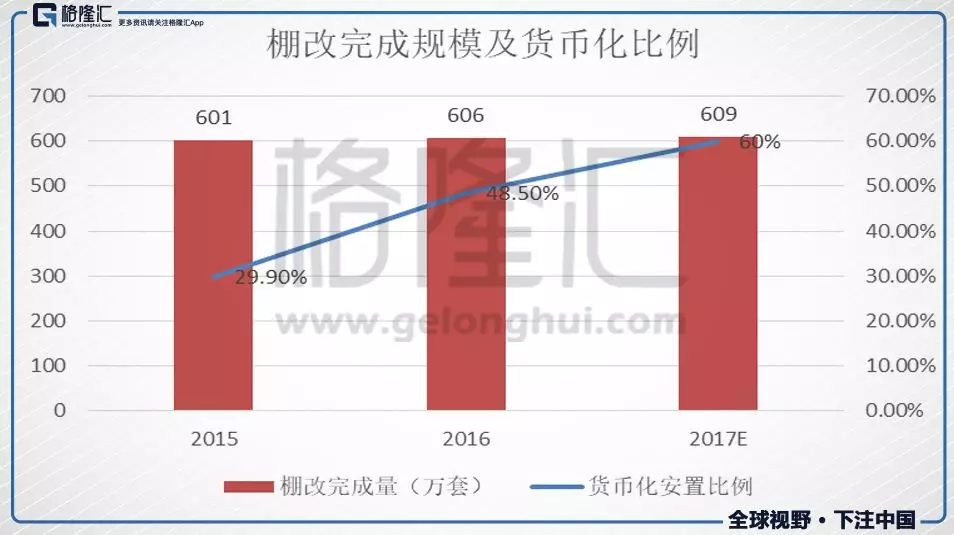 格隆汇
www.gelonghui.com
更多资讯请关注格隆汇App
棚改完成规模及货币化比例
700 70.00%
601 606 609
600 60% 60.00%
500 48.50% 50.00%
400 40.00%
格隆汇
300 29.90% 30.00%
200 20.00%
www.gelonghui.com
100 10.00%
0 0.00%
2015 2016 2017E
棚改完成量（万套） 货币化安置比例
全球视野·下注中国